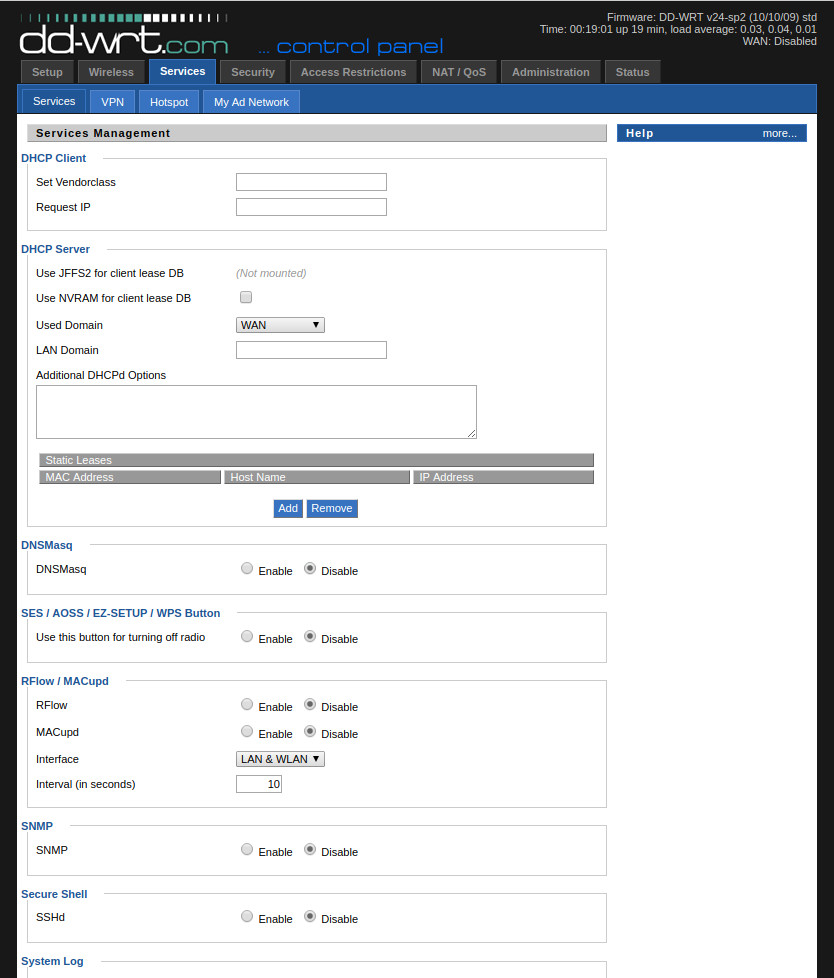 Firmware: DD-WRT v24-sp2 (10/10/09) std
Time: 00:19:01 up 19 min, load average: 0.03, 0.04, 0.01
WAN: Disabled
dd-wrt.com ... control panel
Setup Wireless Services Security Access Restrictions NAT / QoS Administration Status
Services VPN Hotspot My Ad Network
Services Management
Help more...
DHCP Client
Set Vendorclass
Request IP
DHCP Server
Use JFFS2 for client lease DB (Not mounted)
Use NVRAM for client lease DB
Used Domain WAN
LAN Domain
Additional DHCPd Options
Static Leases
MAC Address Host Name IP Address
Add Remove
DNSMasq
DNSMasq Enable Disable
SES / AOSS / EZ-SETUP / WPS Button
Use this button for turning off radio Enable Disable
RFlow / MACupd
RFlow Enable Disable
MACupd Enable Disable
Interface LAN & WLAN
Interval (in seconds) 10
SNMP
SNMP Enable Disable
Secure Shell
SSHd Enable Disable
System Log